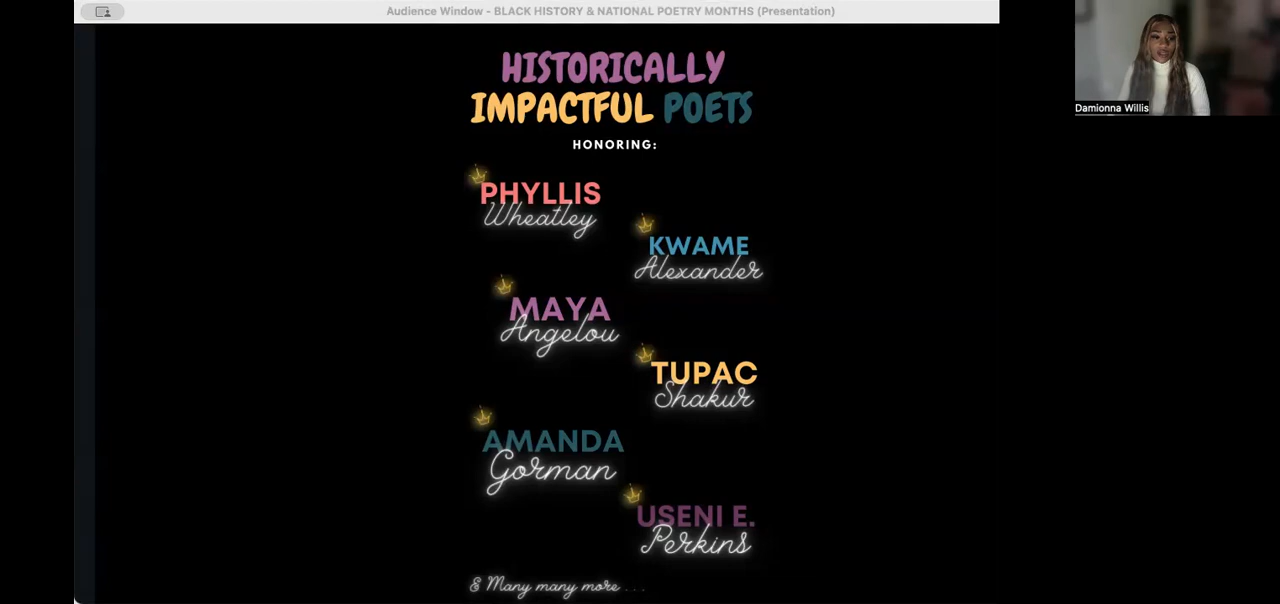 Audience Window - BLACK HISTORY & NATIONAL POETRY MONTHS (Presentation)
Damionna Willis
HISTORICALLY
IMPACTFUL POETS
HONORING:
PHYLLIS
Wheatley
KWAME
Alexander
MAYA
Angelou
TUPAC
Shakur
AMANDA
Gorman
USENI E.
Perkins
& Many many more . . .